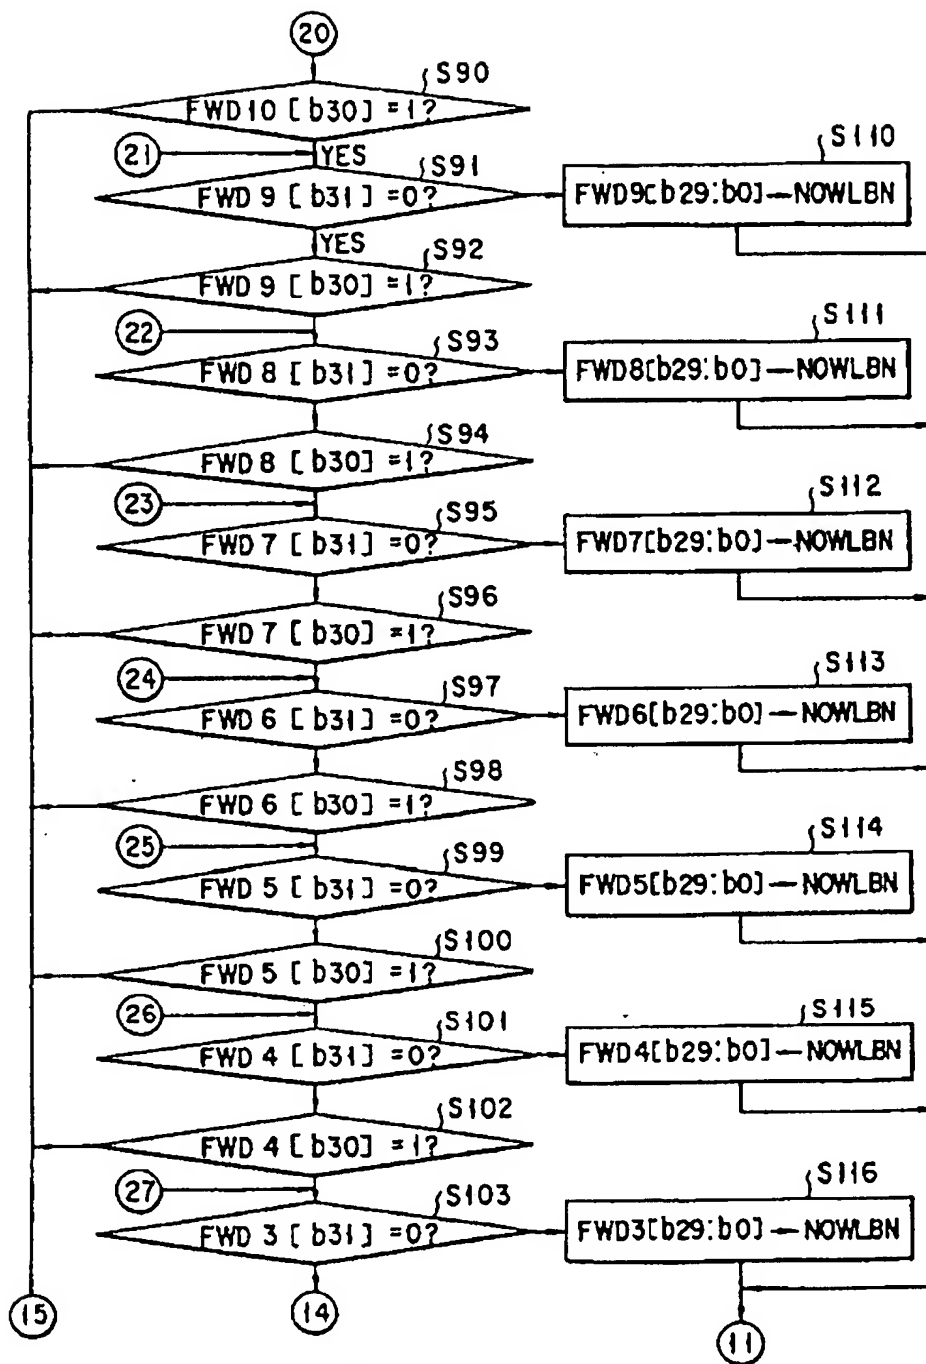 20
S90
FWD10 [b30] =1?
21
YES
S91
S110
FWD 9 [b31] =0?
FWD9[b29:b0]—NOWLBN
YES
S92
FWD 9 [b30] =1?
22
S93
S111
FWD 8 [b31] =0?
FWD8[b29:b0]—NOWLBN
S94
FWD 8 [b30] =1?
23
S95
S112
FWD 7 [b31] =0?
FWD7[b29:b0]—NOWLBN
S96
FWD 7 [b30] =1?
24
S97
S113
FWD 6 [b31] =0?
FWD6[b29:b0]—NOWLBN
S98
FWD 6 [b30] =1?
25
S99
S114
FWD 5 [b31] =0?
FWD5[b29:b0]—NOWLBN
S100
FWD 5 [b30] =1?
26
S101
S115
FWD 4 [b31] =0?
FWD4[b29:b0]—NOWLBN
S102
FWD 4 [b30] =1?
27
S103
S116
FWD 3 [b31] =0?
FWD3[b29:b0]—NOWLBN
15
14
11